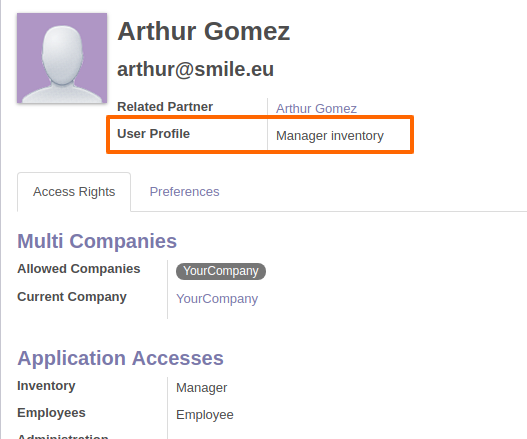 Arthur Gomez
arthur@smile.eu
Related Partner Arthur Gomez
User Profile Manager inventory
Access Rights Preferences
Multi Companies
Allowed Companies YourCompany
Current Company YourCompany
Application Accesses
Inventory Manager
Employees Employee
Administration